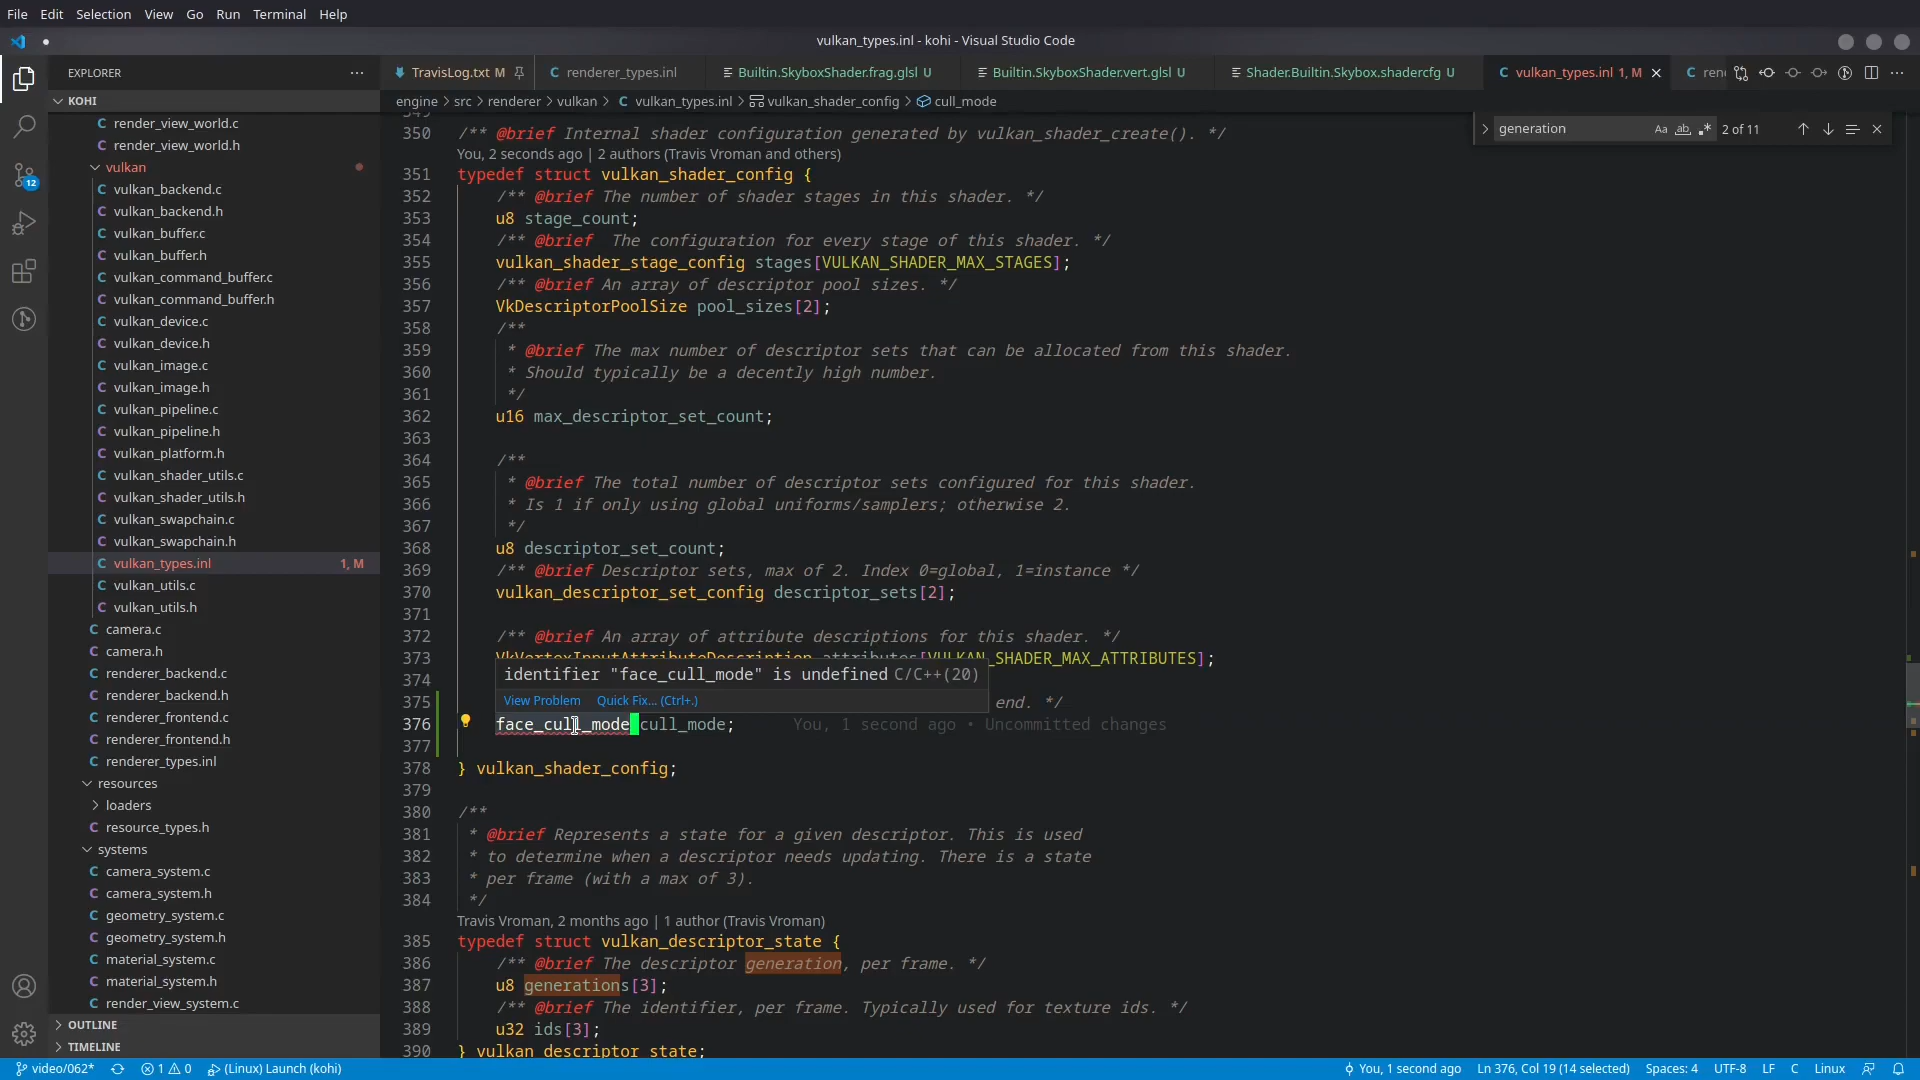 File Edit Selection View Go Run Terminal Help
vulkan_types.inl - kohi - Visual Studio Code
EXPLORER
KOHI
render_view_world.c
render_view_world.h
vulkan
vulkan_backend.c
vulkan_backend.h
vulkan_buffer.c
vulkan_buffer.h
vulkan_command_buffer.c
vulkan_command_buffer.h
vulkan_device.c
vulkan_device.h
vulkan_image.c
vulkan_image.h
vulkan_pipeline.c
vulkan_pipeline.h
vulkan_platform.h
vulkan_shader_utils.c
vulkan_shader_utils.h
vulkan_swapchain.c
vulkan_swapchain.h
vulkan_types.inl 1, M
vulkan_utils.c
vulkan_utils.h
camera.c
camera.h
renderer_backend.c
renderer_backend.h
renderer_frontend.c
renderer_frontend.h
renderer_types.inl
resources
loaders
resource_types.h
systems
camera_system.c
camera_system.h
geometry_system.c
geometry_system.h
material_system.c
material_system.h
render_view_system.c
OUTLINE
TIMELINE
12
TravisLog.txt M renderer_types.inl Builtin.SkyboxShader.frag.glsl U Builtin.SkyboxShader.vert.glsl U Shader.Builtin.Skybox.shadercfg U vulkan_types.inl 1, M
engine > src > renderer > vulkan > C vulkan_types.inl > vulkan_shader_config > cull_mode
generation Aa ab 2 of 11
350 /** @brief Internal shader configuration generated by vulkan_shader_create(). */
You, 2 seconds ago | 2 authors (Travis Vroman and others)
351 typedef struct vulkan_shader_config {
352 /** @brief The number of shader stages in this shader. */
353 u8 stage_count;
354 /** @brief  The configuration for every stage of this shader. */
355 vulkan_shader_stage_config stages[VULKAN_SHADER_MAX_STAGES];
356 /** @brief An array of descriptor pool sizes. */
357 VkDescriptorPoolSize pool_sizes[2];
358 /**
359 * @brief The max number of descriptor sets that can be allocated from this shader.
360 * Should typically be a decently high number.
361 */
362 u16 max_descriptor_set_count;
363
364 /**
365 * @brief The total number of descriptor sets configured for this shader.
366 * Is 1 if only using global uniforms/samplers; otherwise 2.
367 */
368 u8 descriptor_set_count;
369 /** @brief Descriptor sets, max of 2. Index 0=global, 1=instance */
370 vulkan_descriptor_set_config descriptor_sets[2];
371
372 /** @brief An array of attribute descriptions for this shader. */
373 VkVertexInputAttributeDescription attributes[VULKAN_SHADER_MAX_ATTRIBUTES];
identifier "face_cull_mode" is undefined C/C++(20)
374
View Problem Quick Fix... (Ctrl+.)
375 end. */
376 face_cull_mode cull_mode; You, 1 second ago • Uncommitted changes
377
378 } vulkan_shader_config;
379
380 /**
381 * @brief Represents a state for a given descriptor. This is used
382 * to determine when a descriptor needs updating. There is a state
383 * per frame (with a max of 3).
384 */
Travis Vroman, 2 months ago | 1 author (Travis Vroman)
385 typedef struct vulkan_descriptor_state {
386 /** @brief The descriptor generation, per frame. */
387 u8 generations[3];
388 /** @brief The identifier, per frame. Typically used for texture ids. */
389 u32 ids[3];
390 } vulkan_descriptor_state;
video/062* 1 0 (Linux) Launch (kohi) You, 1 second ago Ln 376, Col 19 (14 selected) Spaces: 4 UTF-8 LF C Linux